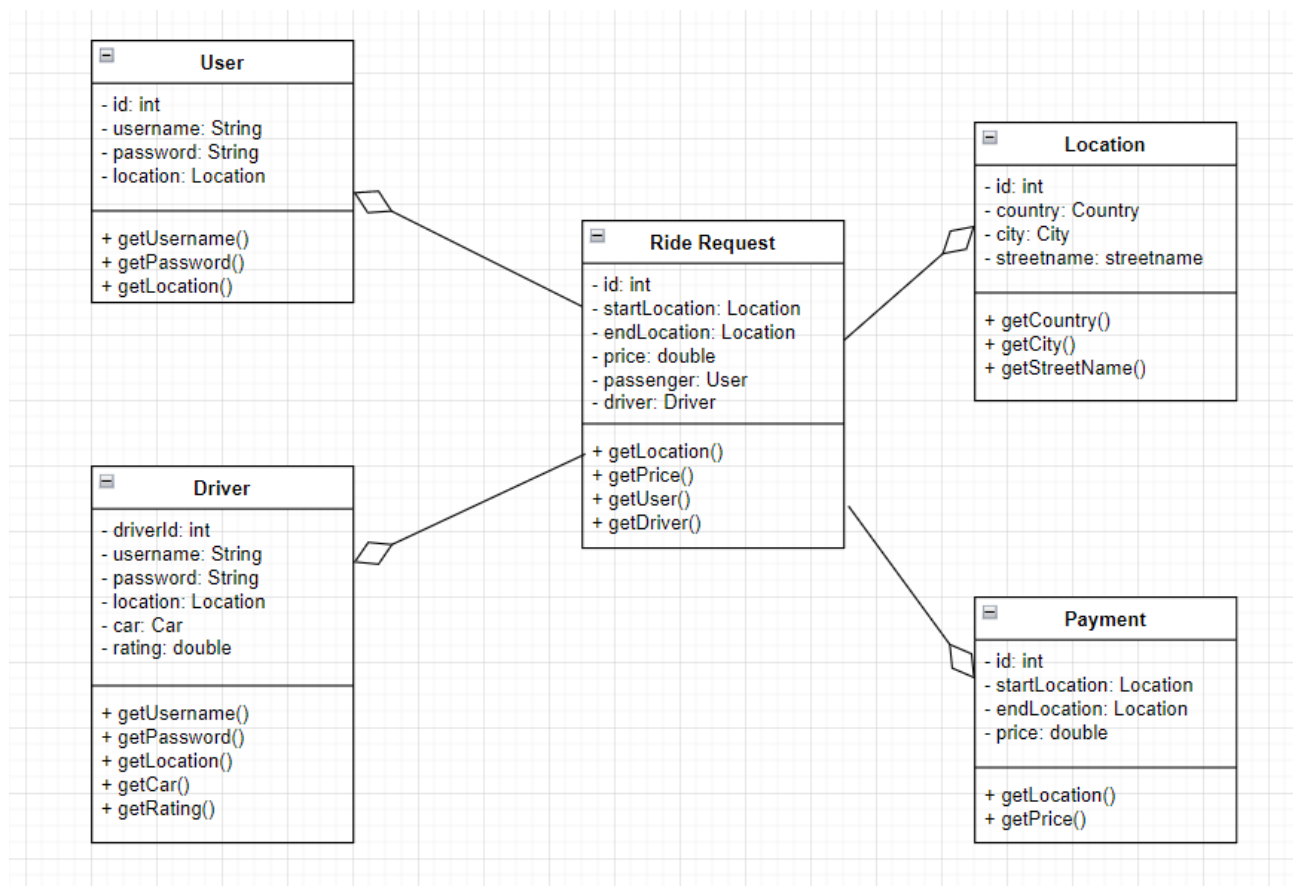 User
- id: int
- username: String
- password: String
- location: Location
+ getUsername()
+ getPassword()
+ getLocation()
Driver
- driverId: int
- username: String
- password: String
- location: Location
- car: Car
- rating: double
+ getUsername()
+ getPassword()
+ getLocation()
+ getCar()
+ getRating()
Ride Request
- id: int
- startLocation: Location
- endLocation: Location
- price: double
- passenger: User
- driver: Driver
+ getLocation()
+ getPrice()
+ getUser()
+ getDriver()
Location
- id: int
- country: Country
- city: City
- streetname: streetname
+ getCountry()
+ getCity()
+ getStreetName()
Payment
- id: int
- startLocation: Location
- endLocation: Location
- price: double
+ getLocation()
+ getPrice()